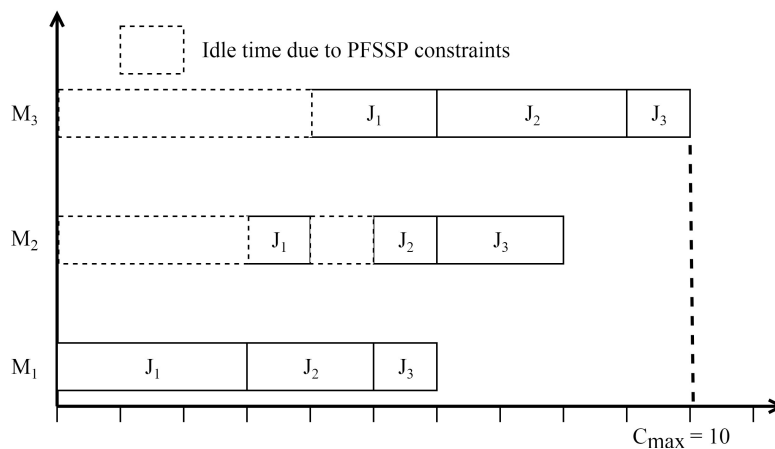 Idle time due to PFSSP constraints
M₃ J₁ J₂ J₃
M₂ J₁ J₂ J₃
M₁ J₁ J₂ J₃
Cmax = 10